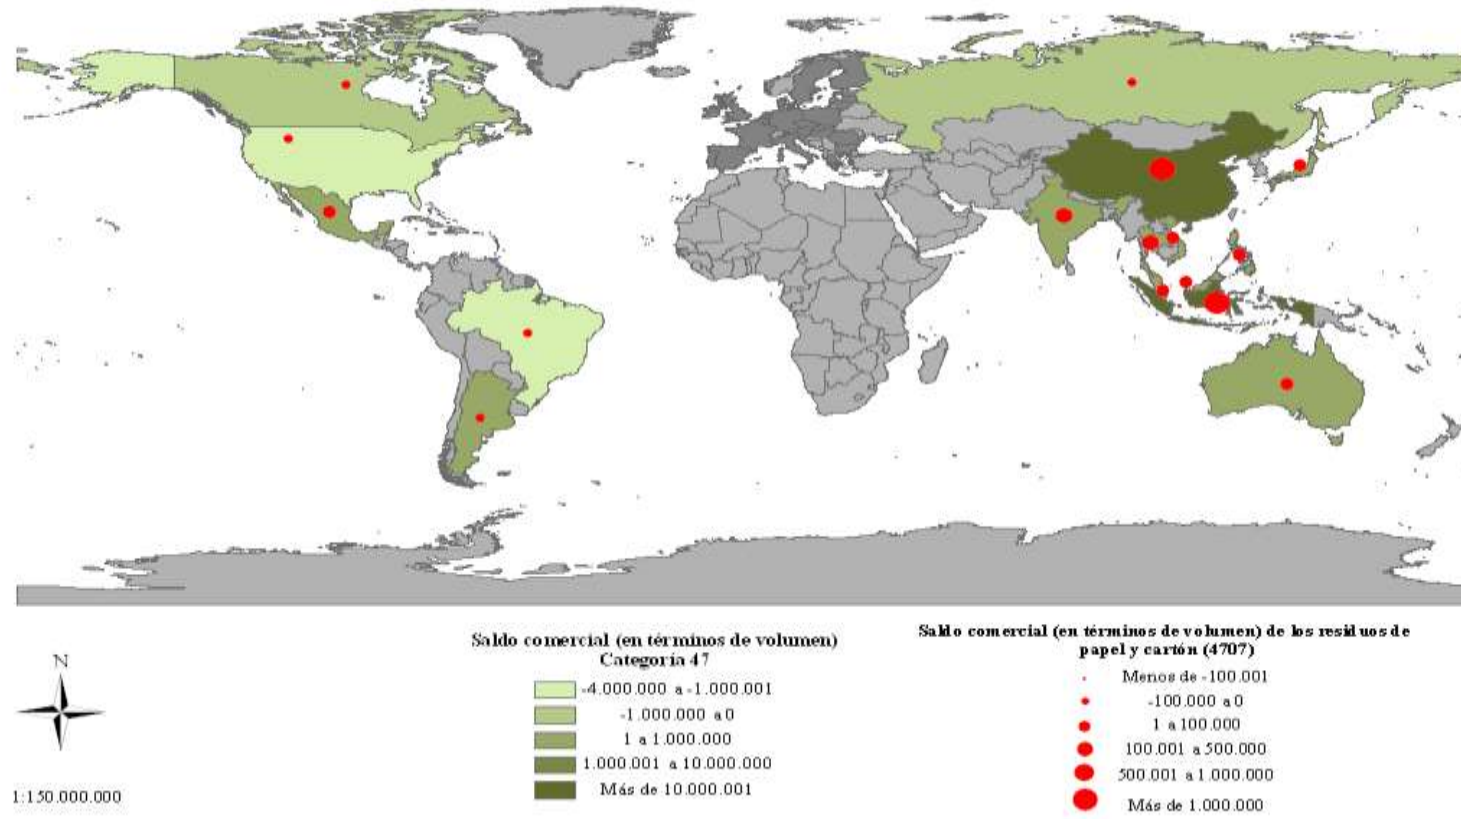 Saldo comercial (en términos de volumen)
Categoría 47
-4.000.000 a -1.000.001
-1.000.000 a 0
1 a 1.000.000
1.000.001 a 10.000.000
Más de 10.000.001
Saldo comercial (en términos de volumen) de los residuos de
papel y cartón (4707)
Menos de -100.001
-100.000 a 0
1 a 100.000
100.001 a 500.000
500.001 a 1.000.000
Más de 1.000.000
N
1:150.000.000